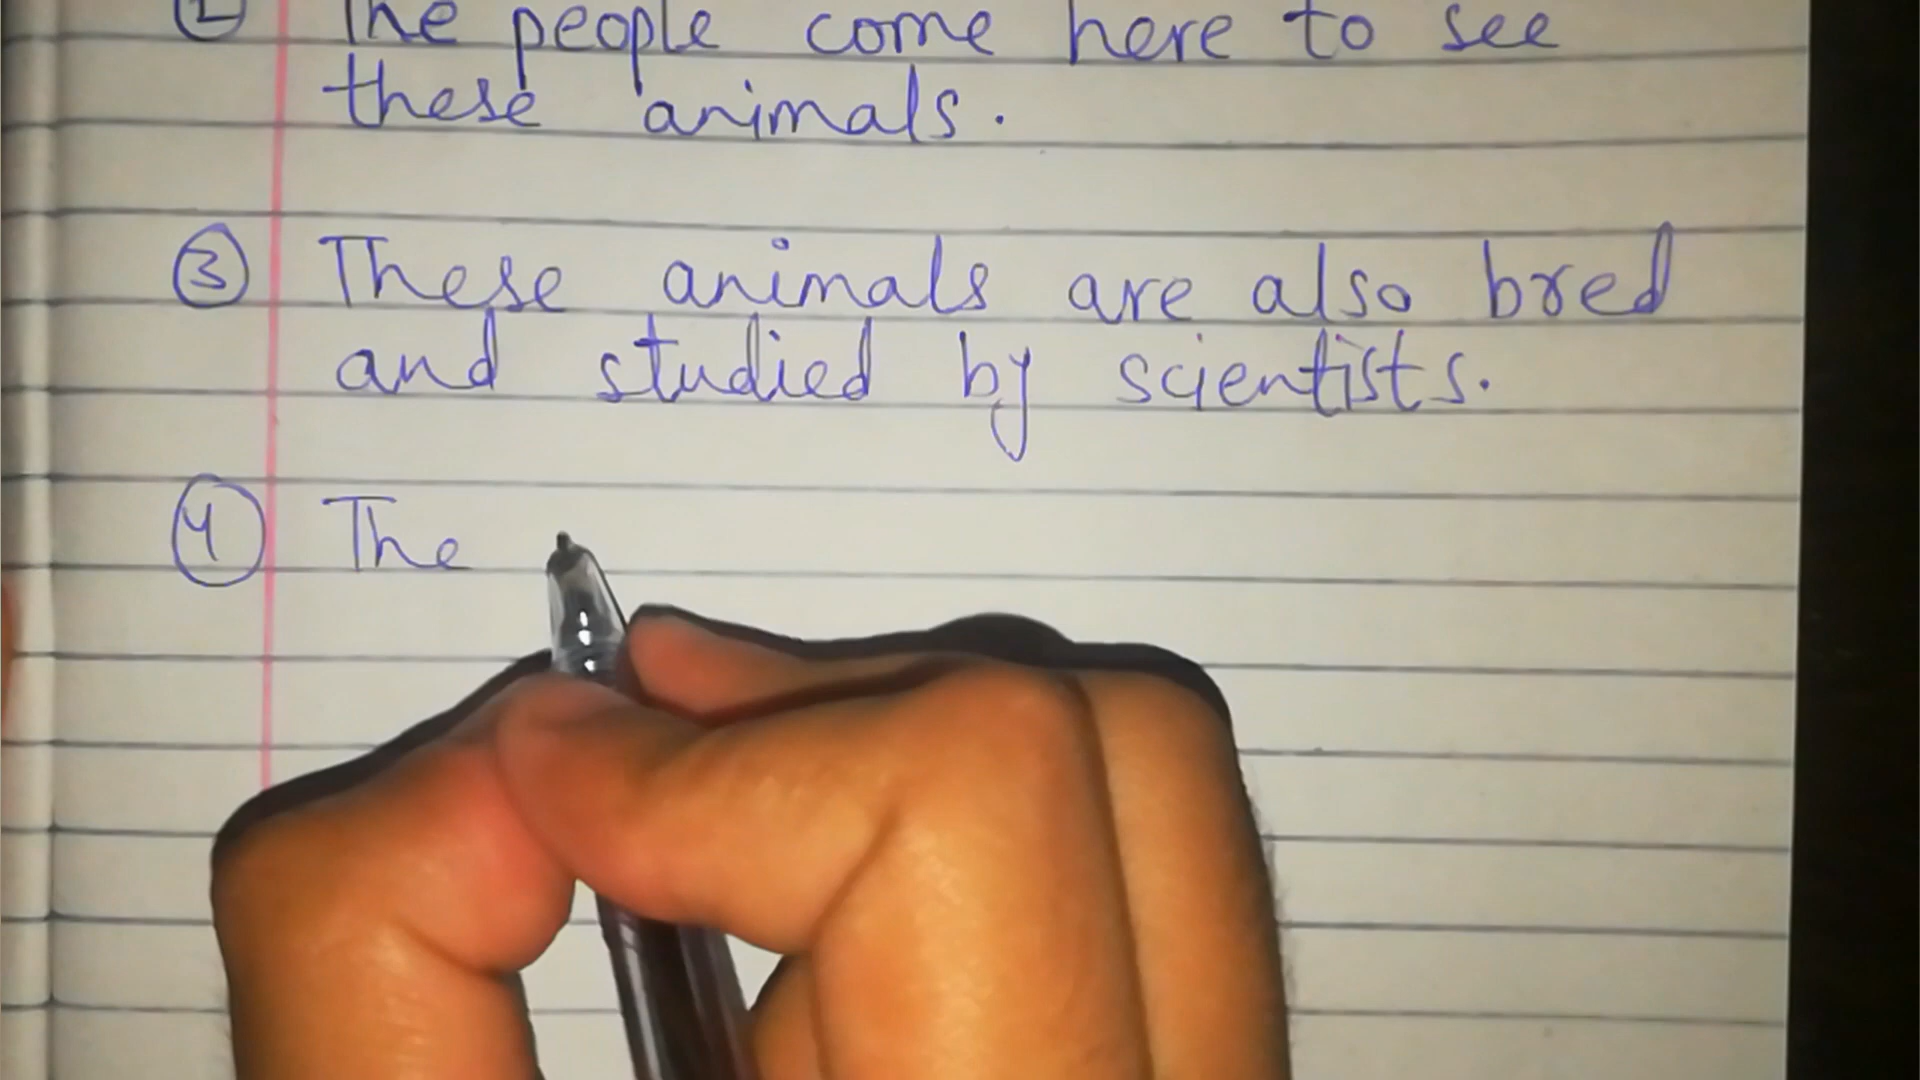 ② The people come here to see
these animals.
③ These animals are also bred
and studied by scientists.
④ The